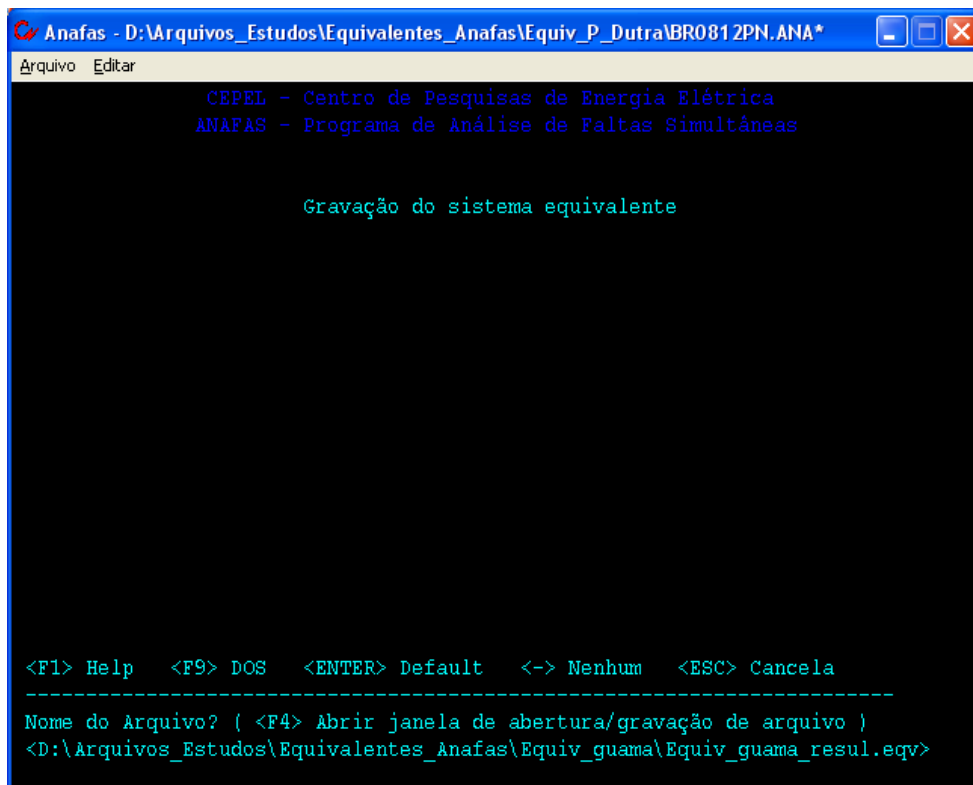 Anafas - D:\Arquivos_Estudos\Equivalentes_Anafas\Equiv_P_Dutra\BR0812PN.ANA*
Arquivo Editar
CEPEL - Centro de Pesquisas de Energia Elétrica
ANAFAS - Programa de Análise de Faltas Simultâneas
Gravação do sistema equivalente
<F1> Help <F9> DOS <ENTER> Default <-> Nenhum <ESC> Cancela
------------------------------------------------------------------------
Nome do Arquivo? ( <F4> Abrir janela de abertura/gravação de arquivo )
<D:\Arquivos_Estudos\Equivalentes_Anafas\Equiv_guama\Equiv_guama_resul.eqv>